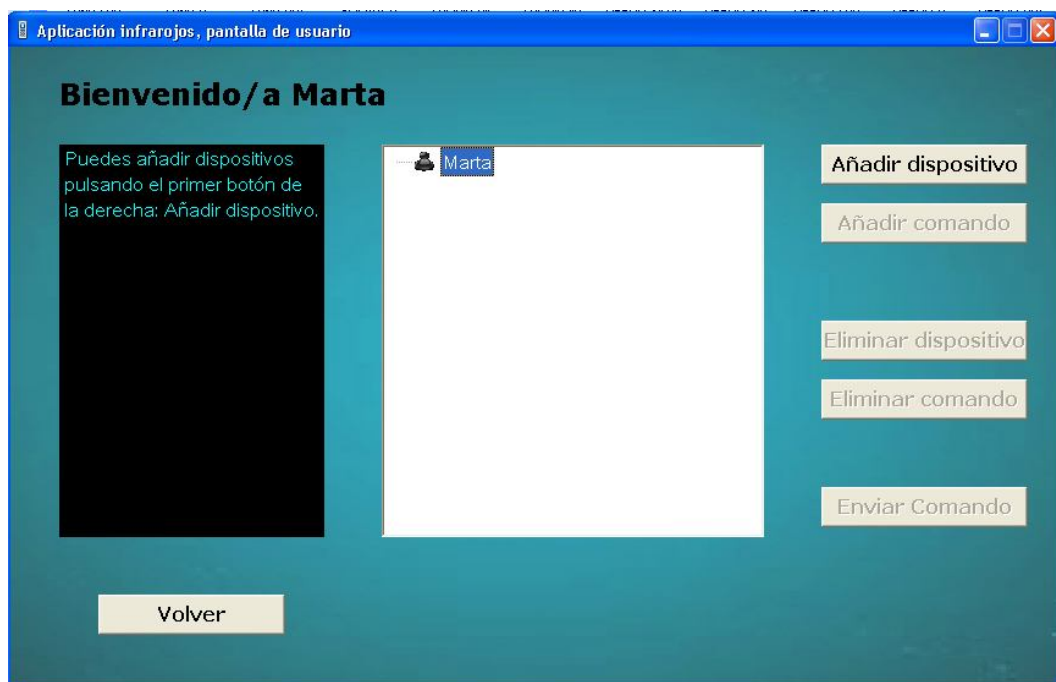 Aplicación infrarojos, pantalla de usuario
Bienvenido/a Marta
Puedes añadir dispositivos
pulsando el primer botón de
la derecha: Añadir dispositivo.
Marta
Añadir dispositivo
Añadir comando
Eliminar dispositivo
Eliminar comando
Enviar Comando
Volver